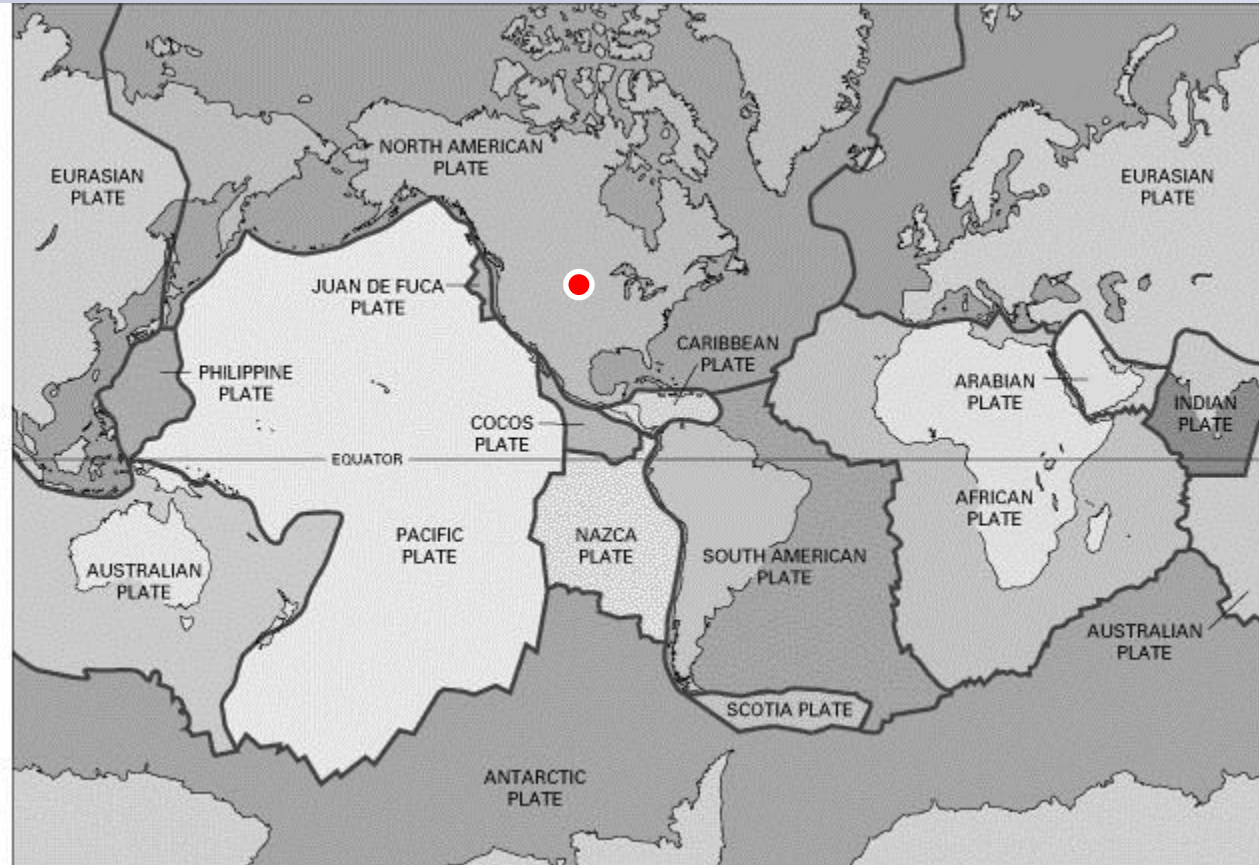 NORTH AMERICAN
PLATE
EURASIAN
PLATE
EURASIAN
PLATE
JUAN DE FUCA
PLATE
CARIBBEAN
PLATE
PHILIPPINE
PLATE
ARABIAN
PLATE
INDIAN
PLATE
COCOS
PLATE
EQUATOR
AFRICAN
PLATE
PACIFIC
PLATE
NAZCA
PLATE
SOUTH AMERICAN
PLATE
AUSTRALIAN
PLATE
AUSTRALIAN
PLATE
SCOTIA PLATE
ANTARCTIC
PLATE